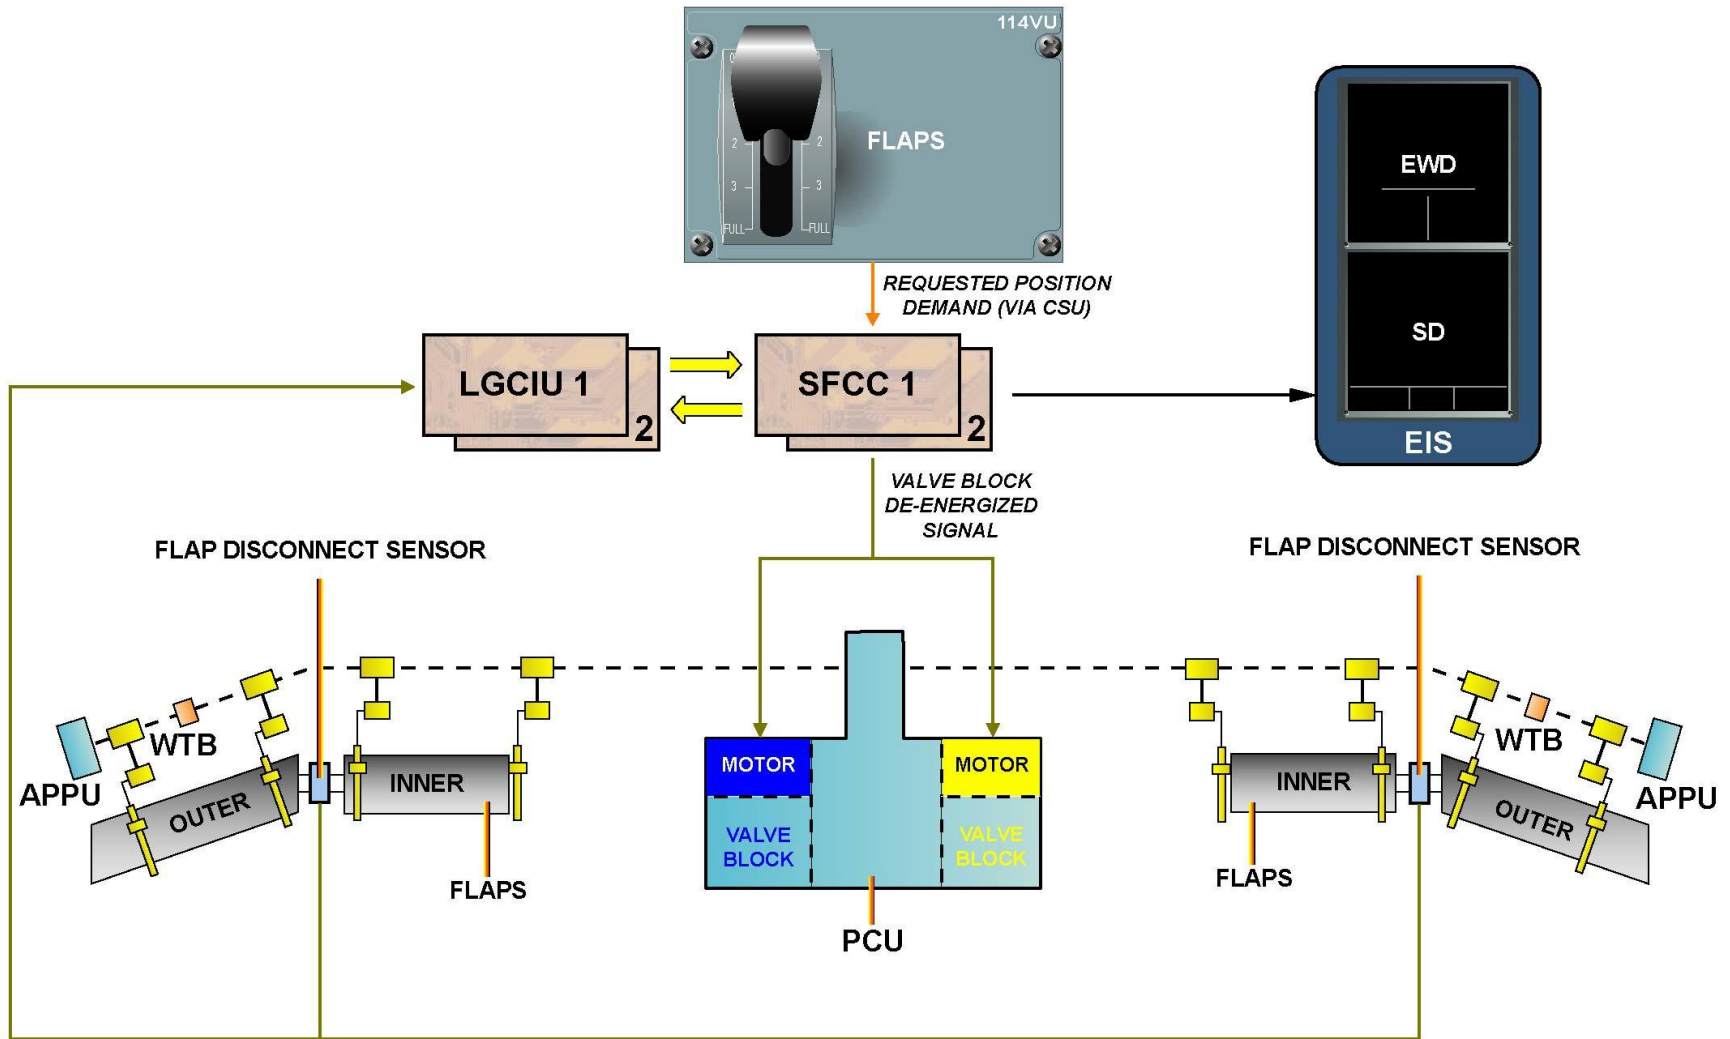 114VU
0
2
2
3
3
FULL
FULL
FLAPS
REQUESTED POSITION
DEMAND (VIA CSU)
EWD
SD
EIS
LGCIU 1
2
SFCC 1
2
VALVE BLOCK
DE-ENERGIZED
SIGNAL
FLAP DISCONNECT SENSOR
FLAP DISCONNECT SENSOR
WTB
APPU
OUTER
INNER
FLAPS
MOTOR
MOTOR
VALVE
BLOCK
VALVE
BLOCK
PCU
INNER
FLAPS
WTB
OUTER
APPU